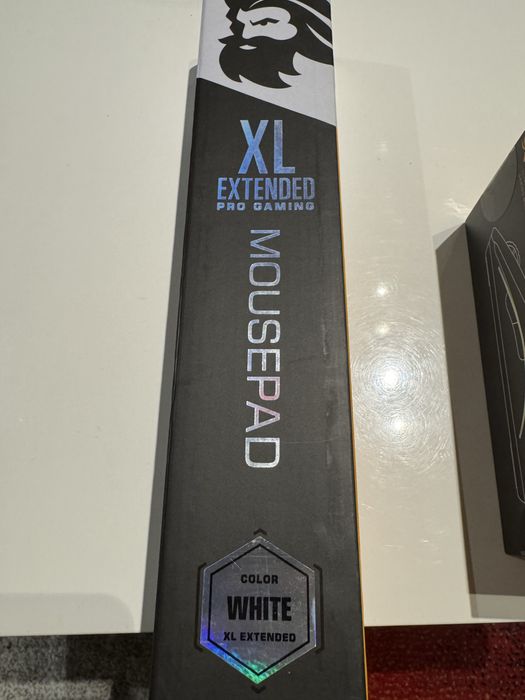 XL
EXTENDED
PRO GAMING
MOUSEPAD
COLOR
WHITE
XL EXTENDED